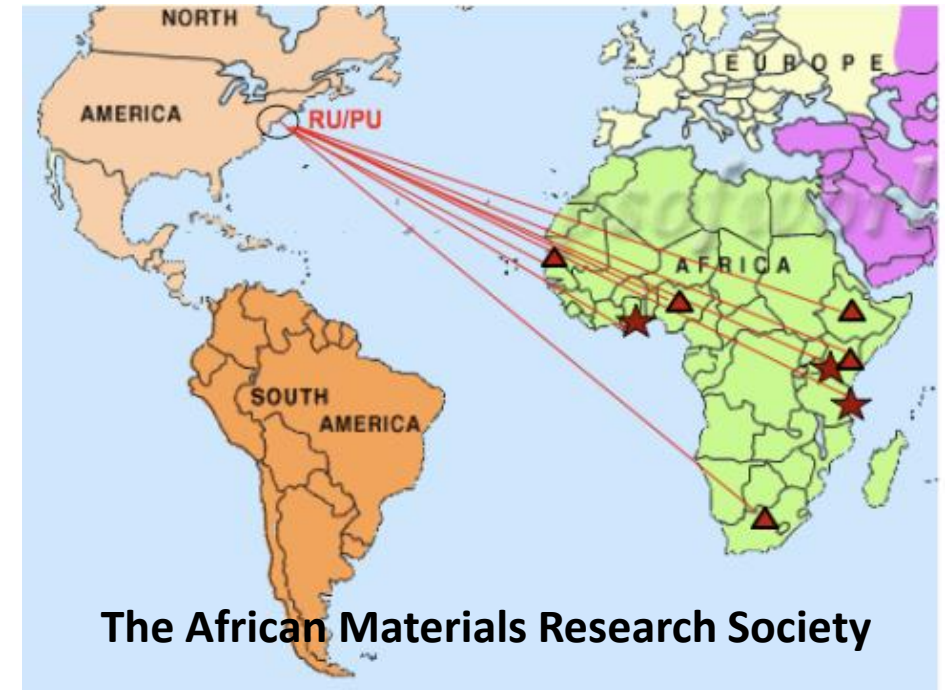 NORTH
AMERICA
RU/PU
EUROPE
AFRICA
SOUTH
AMERICA
The African Materials Research Society